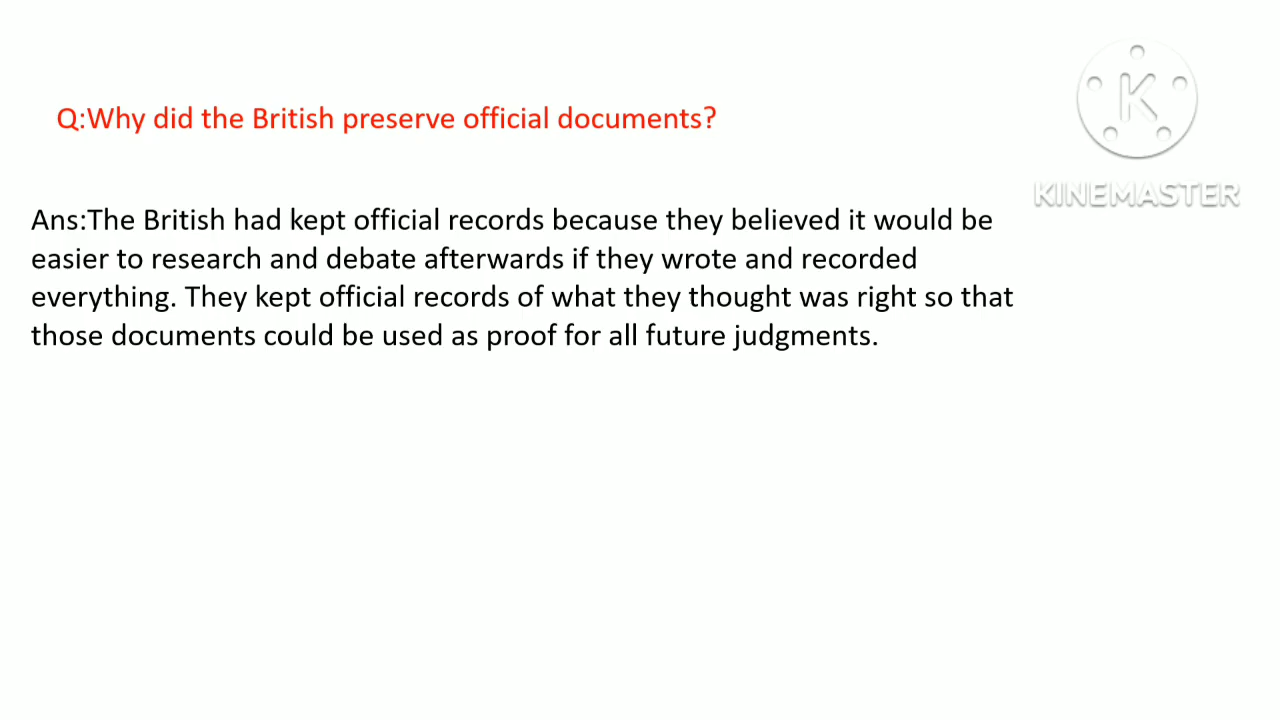 Q:Why did the British preserve official documents?
K
KINEMASTER
Ans:The British had kept official records because they believed it would be
easier to research and debate afterwards if they wrote and recorded
everything. They kept official records of what they thought was right so that
those documents could be used as proof for all future judgments.